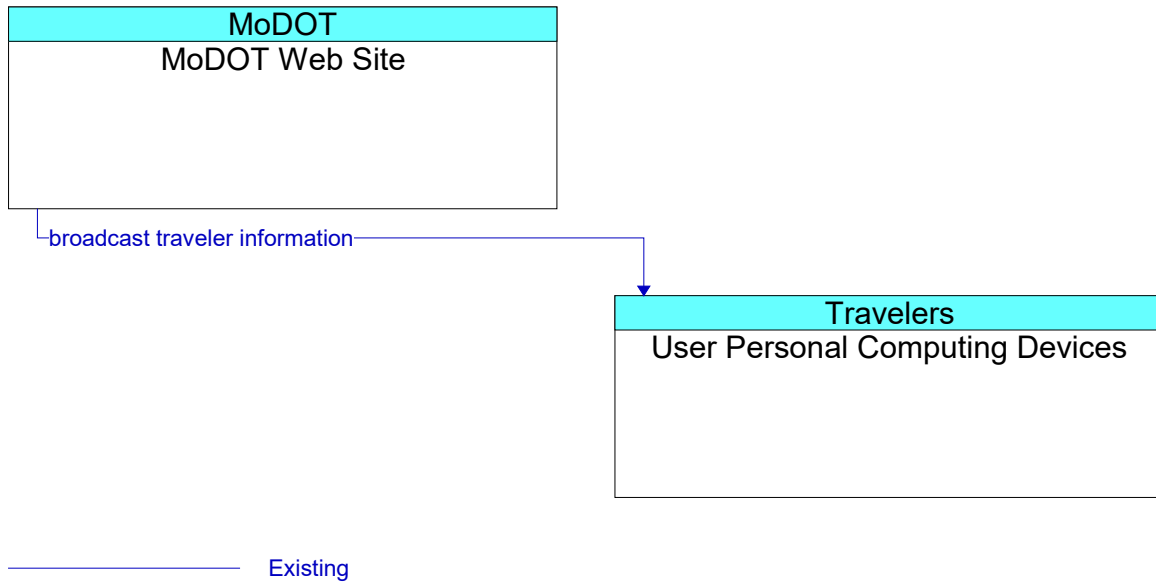 MoDOT
MoDOT Web Site
broadcast traveler information
Travelers
User Personal Computing Devices
Existing